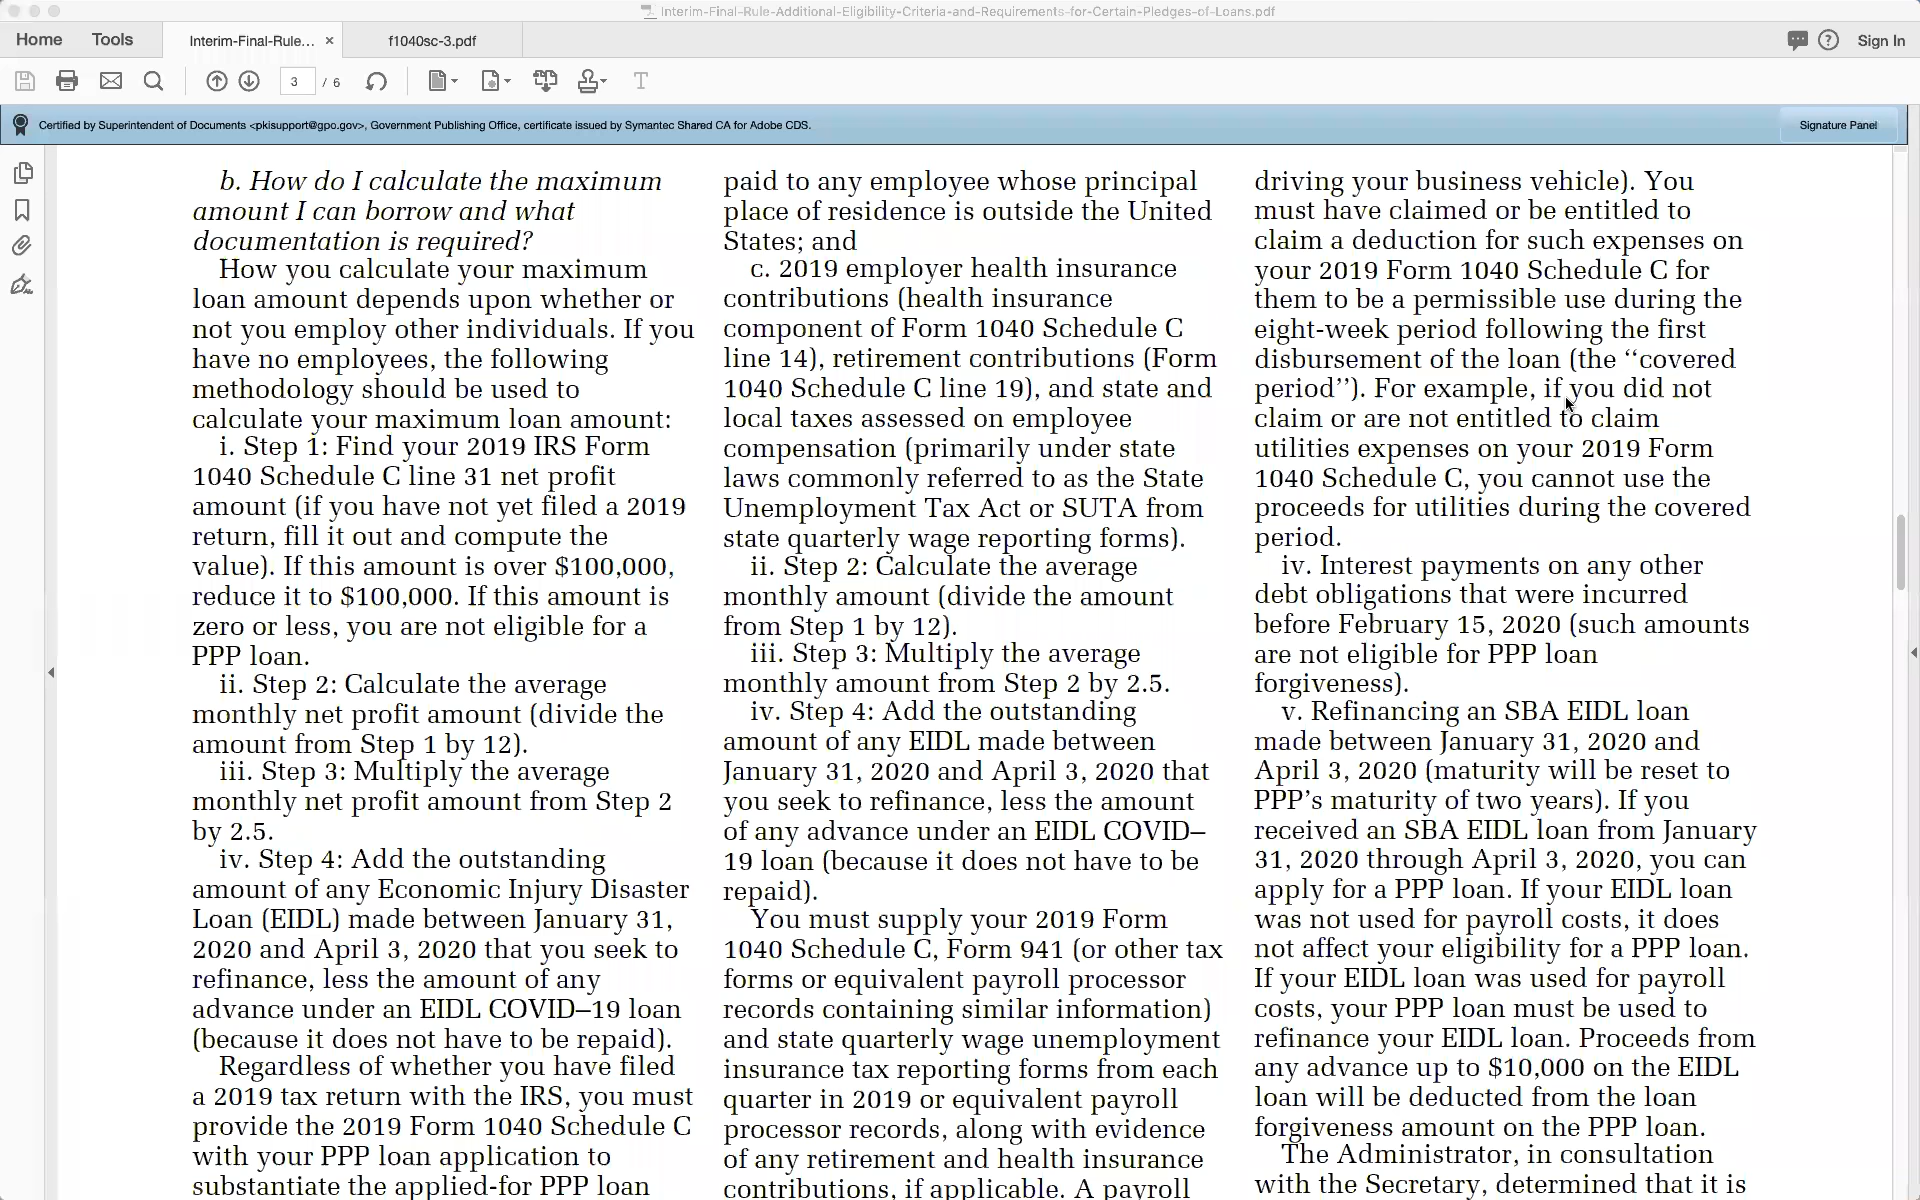 Interim-Final-Rule-Additional-Eligibility-Criteria-and-Requirements-for-Certain-Pledges-of-Loans.pdf
Home
Tools
Interim-Final-Rule...
×
f1040sc-3.pdf
Sign In
3
/ 6
Certified by Superintendent of Documents <pkisupport@gpo.gov>, Government Publishing Office, certificate issued by Symantec Shared CA for Adobe CDS.
Signature Panel
b. How do I calculate the maximum
amount I can borrow and what
documentation is required?
How you calculate your maximum
loan amount depends upon whether or
not you employ other individuals. If you
have no employees, the following
methodology should be used to
calculate your maximum loan amount:
i. Step 1: Find your 2019 IRS Form
1040 Schedule C line 31 net profit
amount (if you have not yet filed a 2019
return, fill it out and compute the
value). If this amount is over $100,000,
reduce it to $100,000. If this amount is
zero or less, you are not eligible for a
PPP loan.
ii. Step 2: Calculate the average
monthly net profit amount (divide the
amount from Step 1 by 12).
iii. Step 3: Multiply the average
monthly net profit amount from Step 2
by 2.5.
iv. Step 4: Add the outstanding
amount of any Economic Injury Disaster
Loan (EIDL) made between January 31,
2020 and April 3, 2020 that you seek to
refinance, less the amount of any
advance under an EIDL COVID–19 loan
(because it does not have to be repaid).
Regardless of whether you have filed
a 2019 tax return with the IRS, you must
provide the 2019 Form 1040 Schedule C
with your PPP loan application to
substantiate the applied-for PPP loan
paid to any employee whose principal
place of residence is outside the United
States; and
c. 2019 employer health insurance
contributions (health insurance
component of Form 1040 Schedule C
line 14), retirement contributions (Form
1040 Schedule C line 19), and state and
local taxes assessed on employee
compensation (primarily under state
laws commonly referred to as the State
Unemployment Tax Act or SUTA from
state quarterly wage reporting forms).
ii. Step 2: Calculate the average
monthly amount (divide the amount
from Step 1 by 12).
iii. Step 3: Multiply the average
monthly amount from Step 2 by 2.5.
iv. Step 4: Add the outstanding
amount of any EIDL made between
January 31, 2020 and April 3, 2020 that
you seek to refinance, less the amount
of any advance under an EIDL COVID–
19 loan (because it does not have to be
repaid).
You must supply your 2019 Form
1040 Schedule C, Form 941 (or other tax
forms or equivalent payroll processor
records containing similar information)
and state quarterly wage unemployment
insurance tax reporting forms from each
quarter in 2019 or equivalent payroll
processor records, along with evidence
of any retirement and health insurance
contributions, if applicable. A payroll
driving your business vehicle). You
must have claimed or be entitled to
claim a deduction for such expenses on
your 2019 Form 1040 Schedule C for
them to be a permissible use during the
eight-week period following the first
disbursement of the loan (the ‘‘covered
period’’). For example, if you did not
claim or are not entitled to claim
utilities expenses on your 2019 Form
1040 Schedule C, you cannot use the
proceeds for utilities during the covered
period.
iv. Interest payments on any other
debt obligations that were incurred
before February 15, 2020 (such amounts
are not eligible for PPP loan
forgiveness).
v. Refinancing an SBA EIDL loan
made between January 31, 2020 and
April 3, 2020 (maturity will be reset to
PPP’s maturity of two years). If you
received an SBA EIDL loan from January
31, 2020 through April 3, 2020, you can
apply for a PPP loan. If your EIDL loan
was not used for payroll costs, it does
not affect your eligibility for a PPP loan.
If your EIDL loan was used for payroll
costs, your PPP loan must be used to
refinance your EIDL loan. Proceeds from
any advance up to $10,000 on the EIDL
loan will be deducted from the loan
forgiveness amount on the PPP loan.
The Administrator, in consultation
with the Secretary, determined that it is